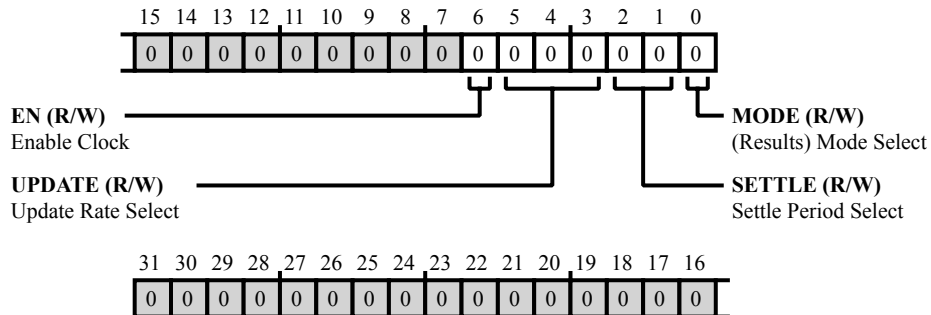 15 14 13 12 11 10 9 8 7 6 5 4 3 2 1 0
0 0 0 0 0 0 0 0 0 0 0 0 0 0 0 0
EN (R/W)
Enable Clock
MODE (R/W)
(Results) Mode Select
UPDATE (R/W)
Update Rate Select
SETTLE (R/W)
Settle Period Select
31 30 29 28 27 26 25 24 23 22 21 20 19 18 17 16
0 0 0 0 0 0 0 0 0 0 0 0 0 0 0 0